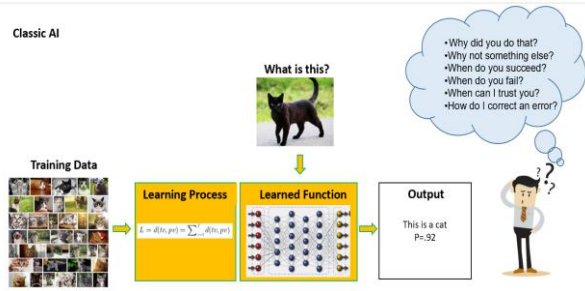 Classic AI
•Why did you do that?
•Why not something else?
•When do you succeed?
•When do you fail?
•When can I trust you?
•How do I correct an error?
What is this?
Training Data
Learning Process
Learned Function
Output
This is a cat
P=.92
? ? ?